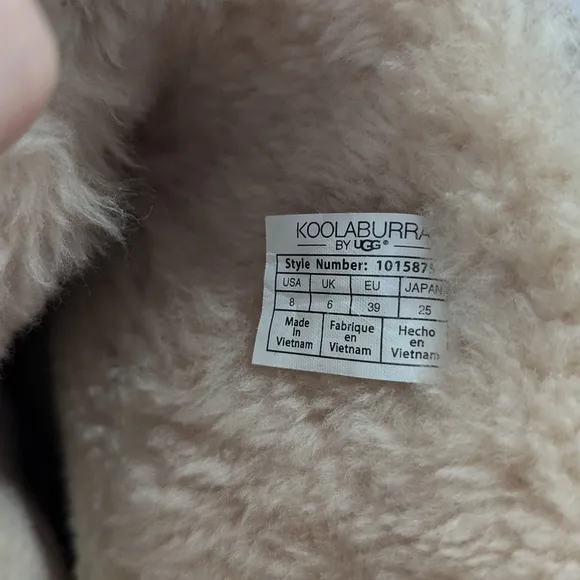 KOOLABURRA
BY UGG®
Style Number: 101587
USA UK EU JAPAN
8 6 39 25
Made in Vietnam Fabrique en Vietnam Hecho en Vietnam